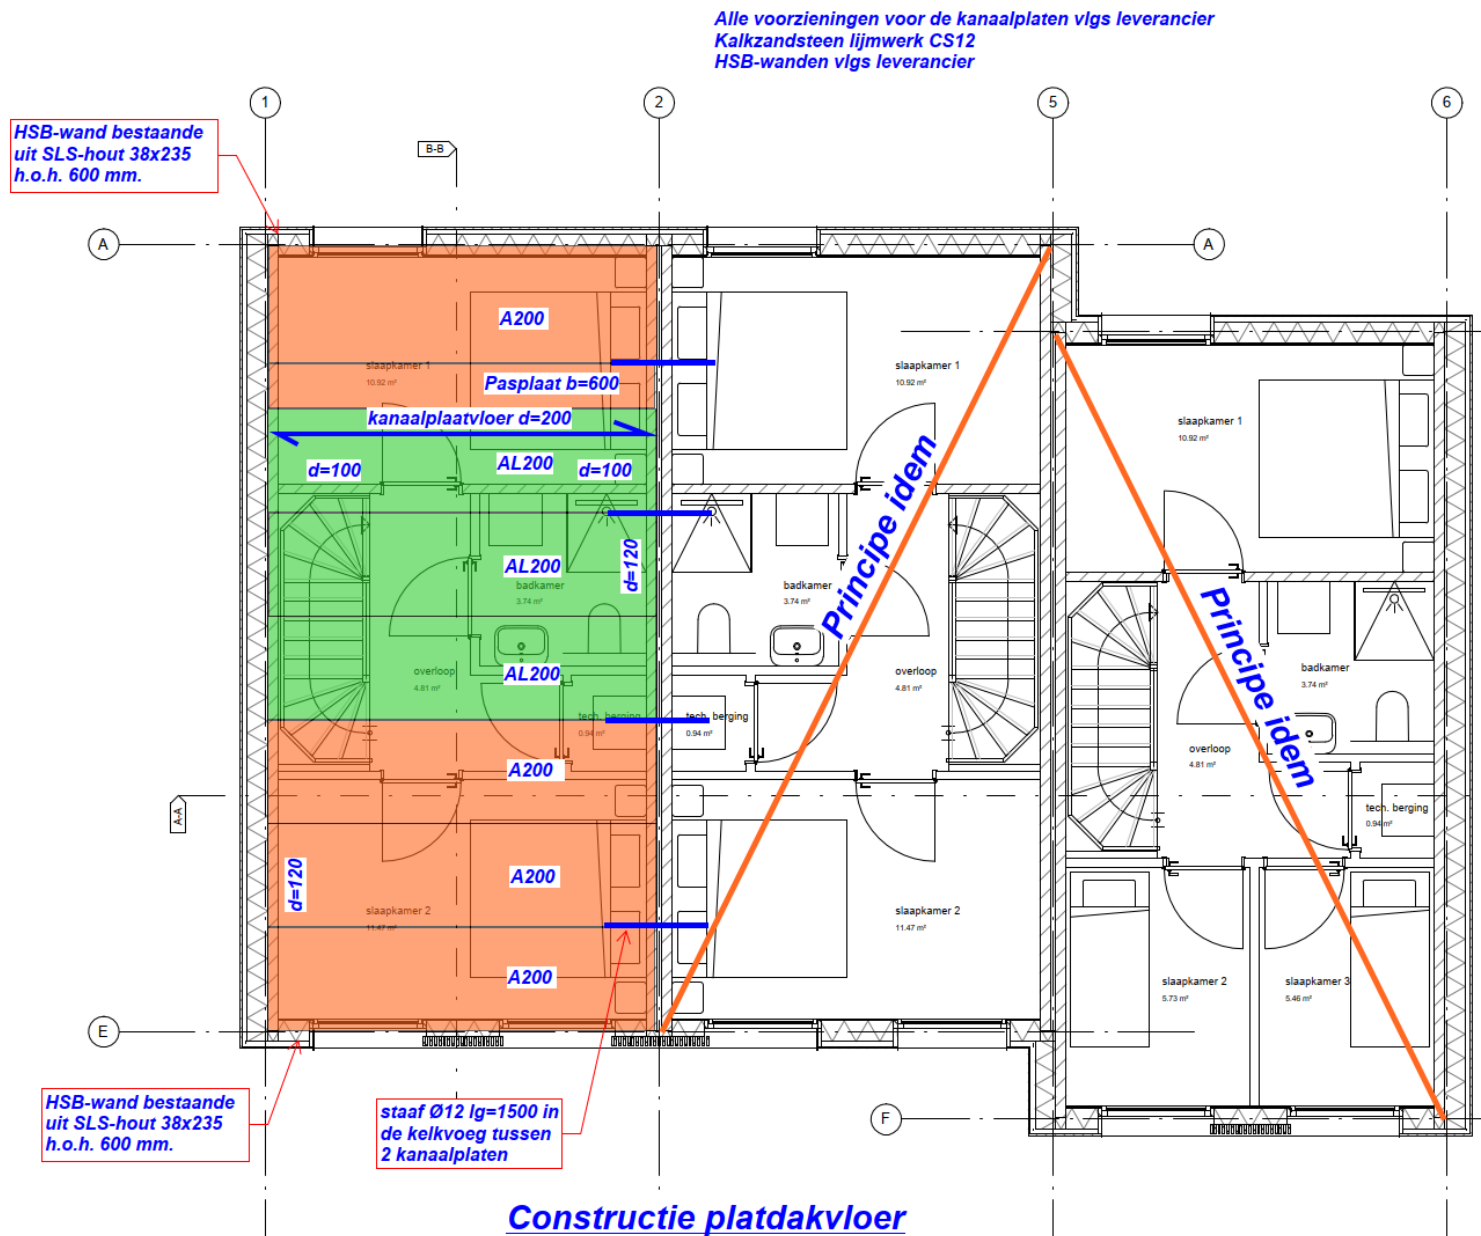 Alle voorzieningen voor de kanaalplaten vlgs leverancier
Kalkzandsteen lijmwerk CS12
HSB-wanden vlgs leverancier
1
2
5
6
HSB-wand bestaande
uit SLS-hout 38x235
h.o.h. 600 mm.
B-B
A
A
A200
slaapkamer 1
10.92 m²
Pasplaat b=600
kanaalplaatvloer d=200
d=100
AL200
d=100
AL200
d=120
badkamer
3.74 m²
overloop
4.81 m²
AL200
tech. berging
0.94 m²
A200
A-A
d=120
A200
slaapkamer 2
11.47 m²
A200
slaapkamer 1
10.92 m²
Principe idem
badkamer
3.74 m²
overloop
4.81 m²
tech. berging
0.94 m²
slaapkamer 2
11.47 m²
slaapkamer 1
10.92 m²
Principe idem
badkamer
3.74 m²
overloop
4.81 m²
tech. berging
0.94 m²
slaapkamer 2
5.73 m²
slaapkamer 3
5.46 m²
E
F
HSB-wand bestaande
uit SLS-hout 38x235
h.o.h. 600 mm.
staaf Ø12 lg=1500 in
de kelkvoeg tussen
2 kanaalplaten
Constructie platdakvloer